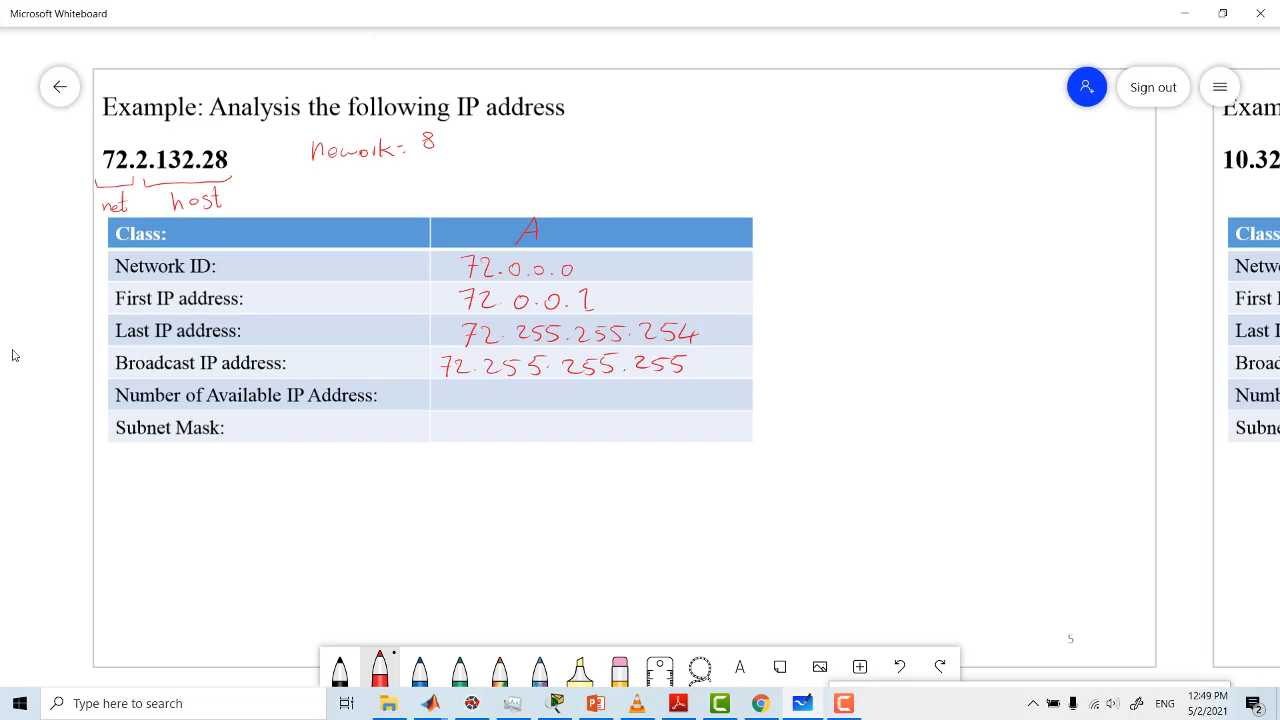 Microsoft Whiteboard
Sign out
Example: Analysis the following IP address
Exam
72.2.132.28
nework: 8
10.32
net host
Class: A
Network ID: 72.0.0.0
First IP address: 72.0.0.1
Last IP address: 72.255.255.254
Broadcast IP address: 72.255.255.255
Number of Available IP Address:
Subnet Mask:
Class
Netw
First I
Last I
Broad
Numb
Subne
5
A
Type here to search
ENG
12:49 PM
5/2/2021
2